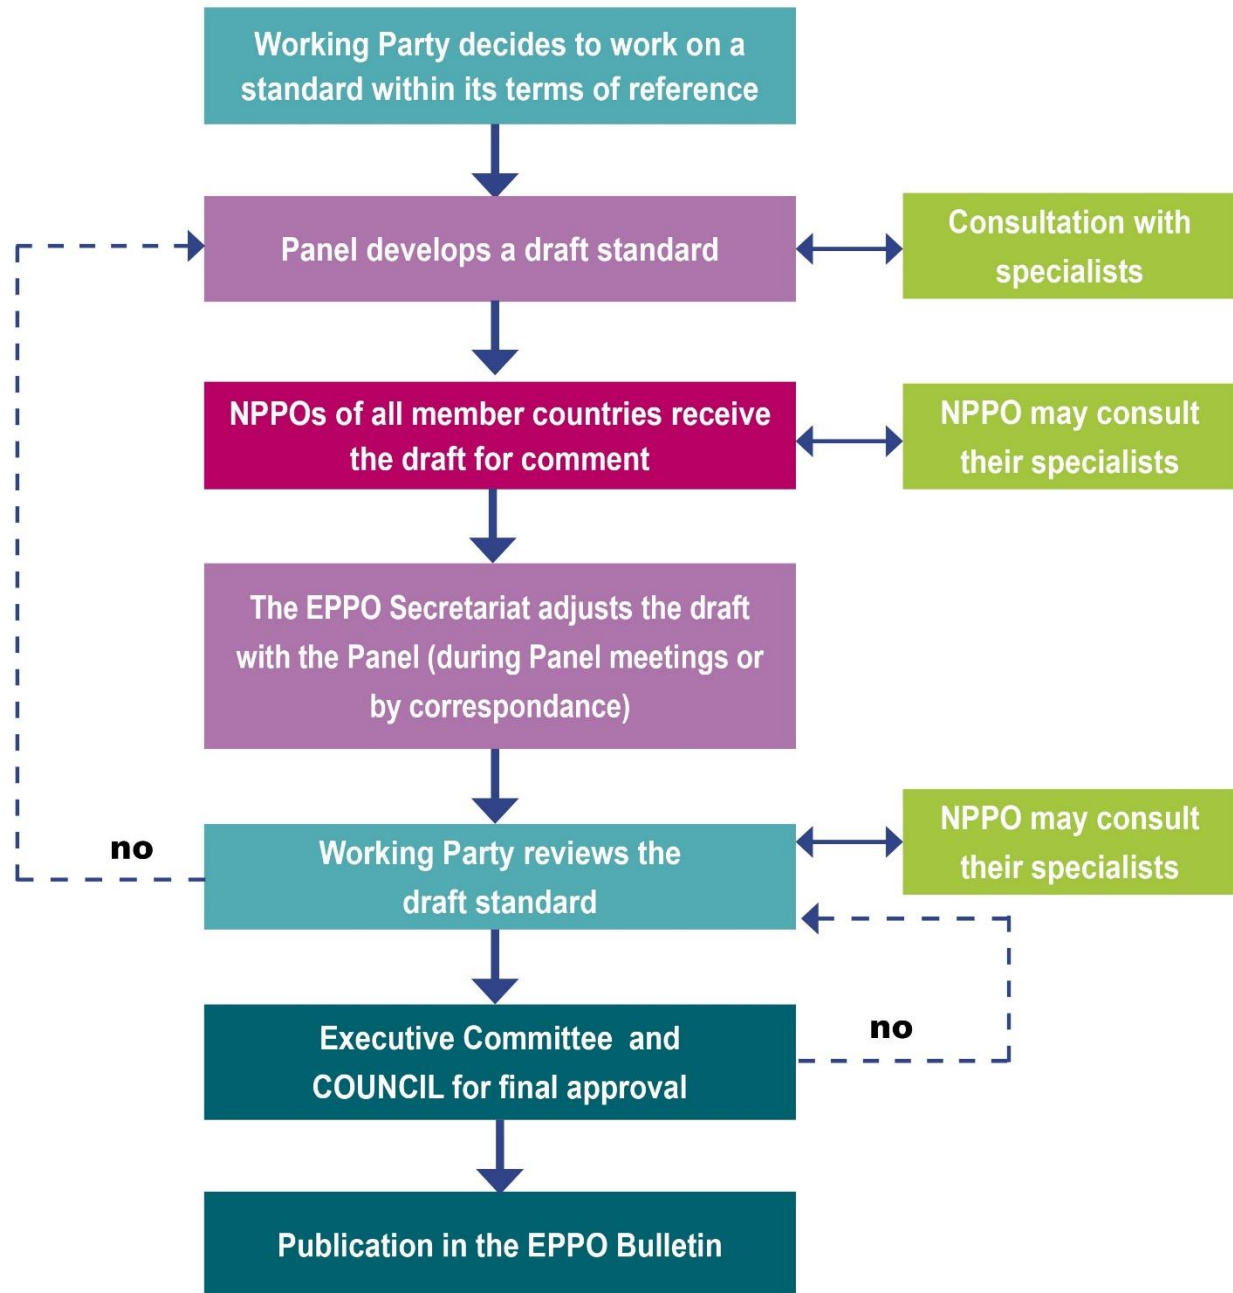 Working Party decides to work on a
standard within its terms of reference
Panel develops a draft standard
Consultation with
specialists
NPPOs of all member countries receive
the draft for comment
NPPO may consult
their specialists
The EPPO Secretariat adjusts the draft
with the Panel (during Panel meetings or
by correspondance)
no
Working Party reviews the
draft standard
NPPO may consult
their specialists
Executive Committee and
COUNCIL for final approval
no
Publication in the EPPO Bulletin